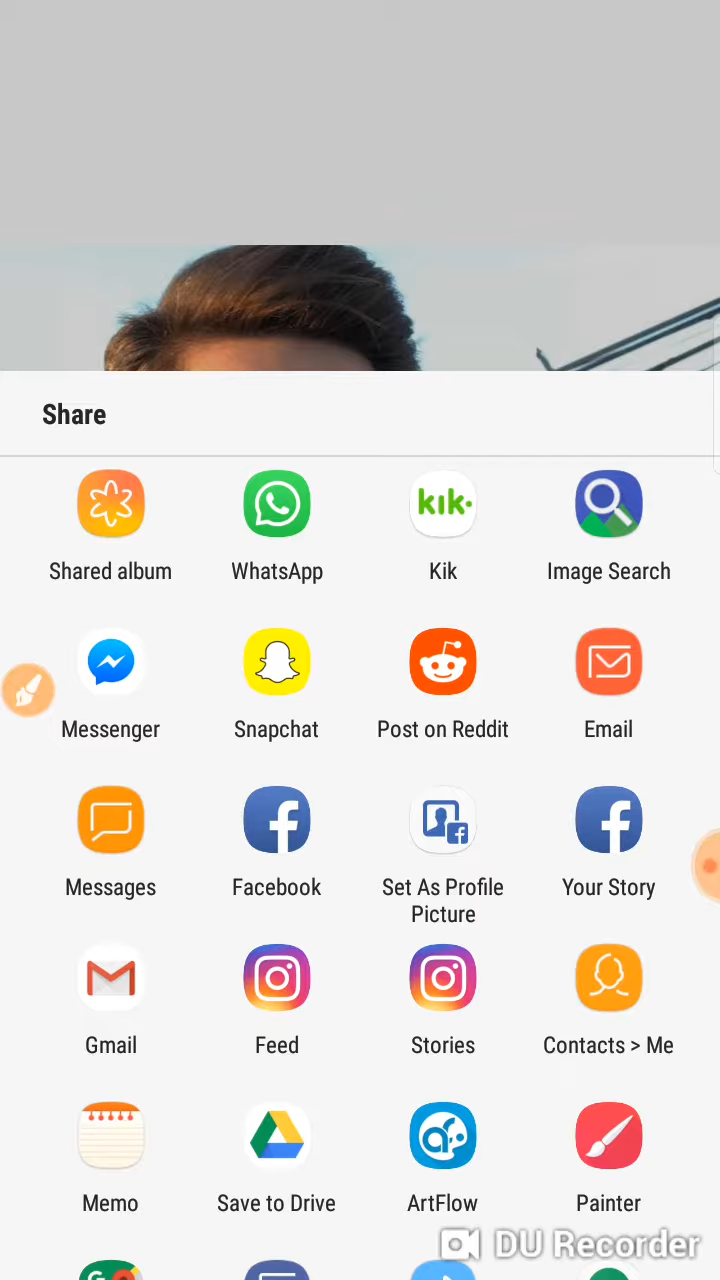 Share
Shared album
WhatsApp
kik.
Kik
Image Search
Messenger
Snapchat
Post on Reddit
Email
Messages
Facebook
Set As Profile
Picture
Your Story
Gmail
Feed
Stories
Contacts > Me
Memo
Save to Drive
ArtFlow
Painter
DU Recorder